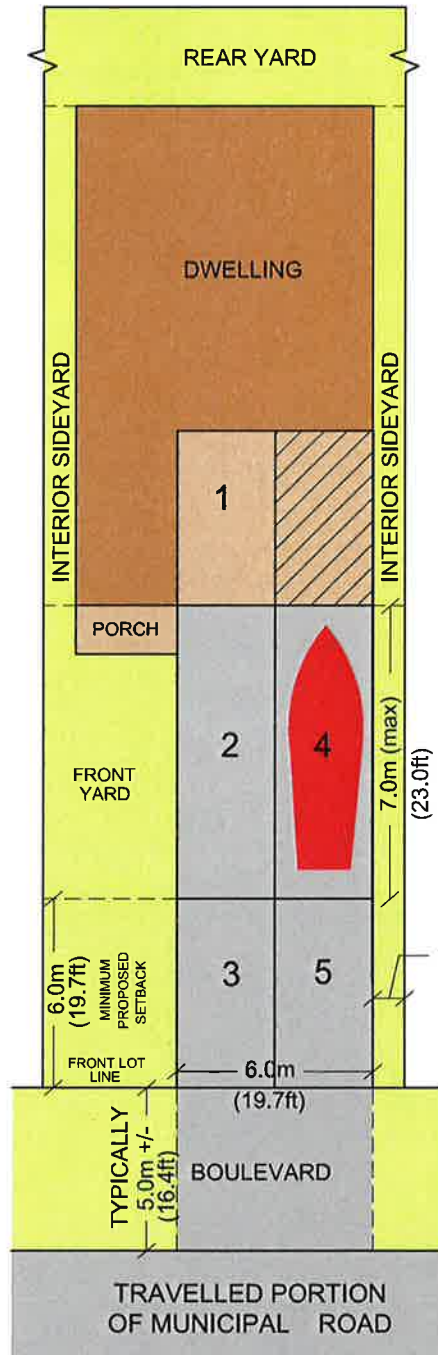 REAR YARD
DWELLING
INTERIOR SIDEYARD
INTERIOR SIDEYARD
1
PORCH
2
4
7.0m (max)
(23.0ft)
FRONT
YARD
6.0m
(19.7ft)
MINIMUM
PROPOSED
SETBACK
3
5
FRONT LOT
LINE
6.0m
(19.7ft)
TYPICALLY
5.0m +/-
(16.4ft)
BOULEVARD
TRAVELLED PORTION
OF MUNICIPAL ROAD